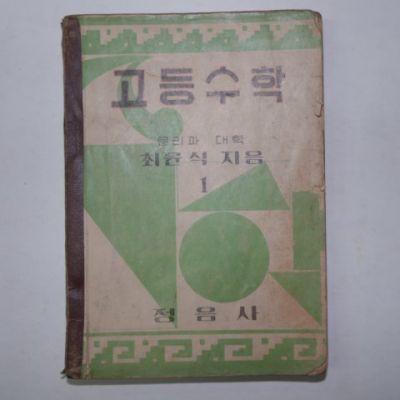 고등수학
문리과 대학
최윤식 지음
1
정음사